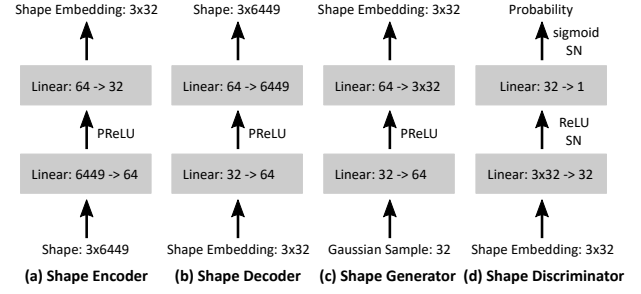 Shape Embedding: 3x32
Linear: 64 -> 32
PReLU
Linear: 6449 -> 64
Shape: 3x6449
(a) Shape Encoder
Shape: 3x6449
Linear: 64 -> 6449
PReLU
Linear: 32 -> 64
Shape Embedding: 3x32
(b) Shape Decoder
Shape Embedding: 3x32
Linear: 64 -> 3x32
PReLU
Linear: 32 -> 64
Gaussian Sample: 32
(c) Shape Generator
Probability
sigmoid
SN
Linear: 32 -> 1
ReLU
SN
Linear: 3x32 -> 32
Shape Embedding: 3x32
(d) Shape Discriminator